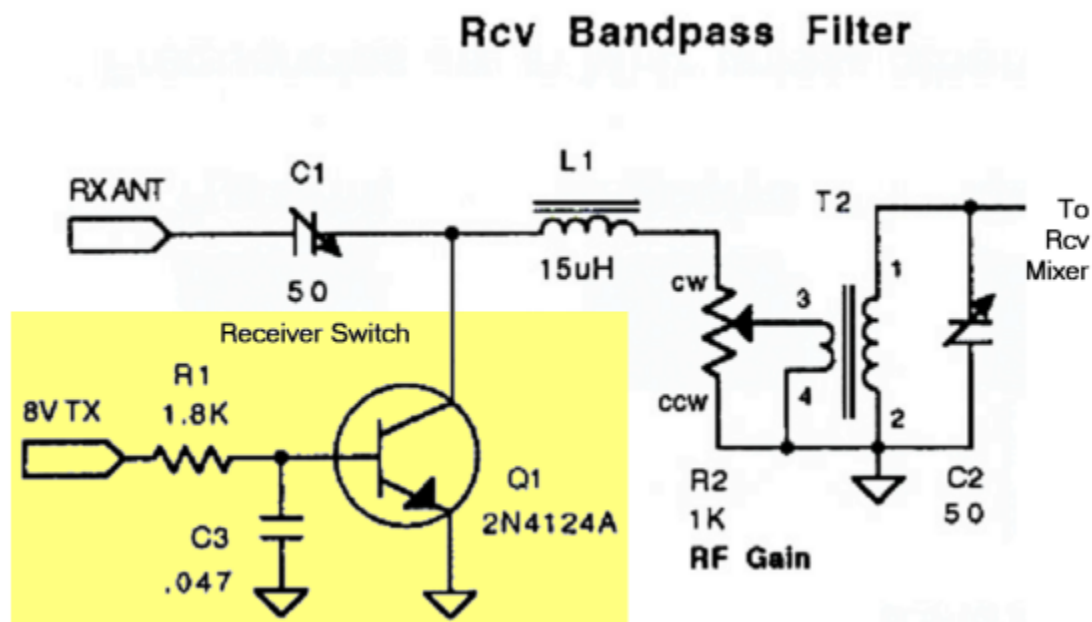 Rcv Bandpass Filter
RX ANT
C1
50
L1
15uH
T2
To
Rcv
Mixer
CW
3
1
Receiver Switch
R1
1.8K
8V TX
CCW
4
2
Q1
2N4124A
C3
.047
R2
1K
RF Gain
C2
50